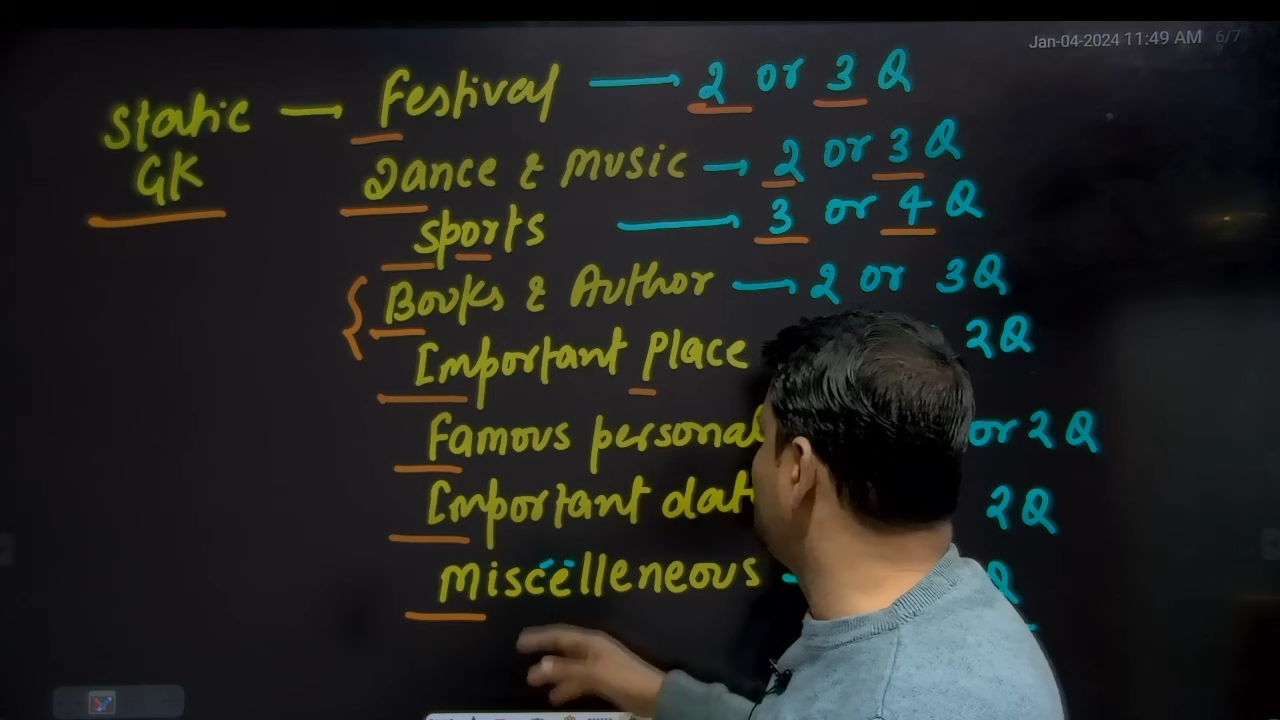 Jan-04-2024 11:49 AM 6/7
Static GK — Festival → 2 or 3 Q
Dance & Music → 2 or 3 Q
Sports → 3 or 4 Q
Books & Author → 2 or 3Q
Important place 2Q
Famous personal or 2 Q
Important dat 2Q
Miscelleneous Q